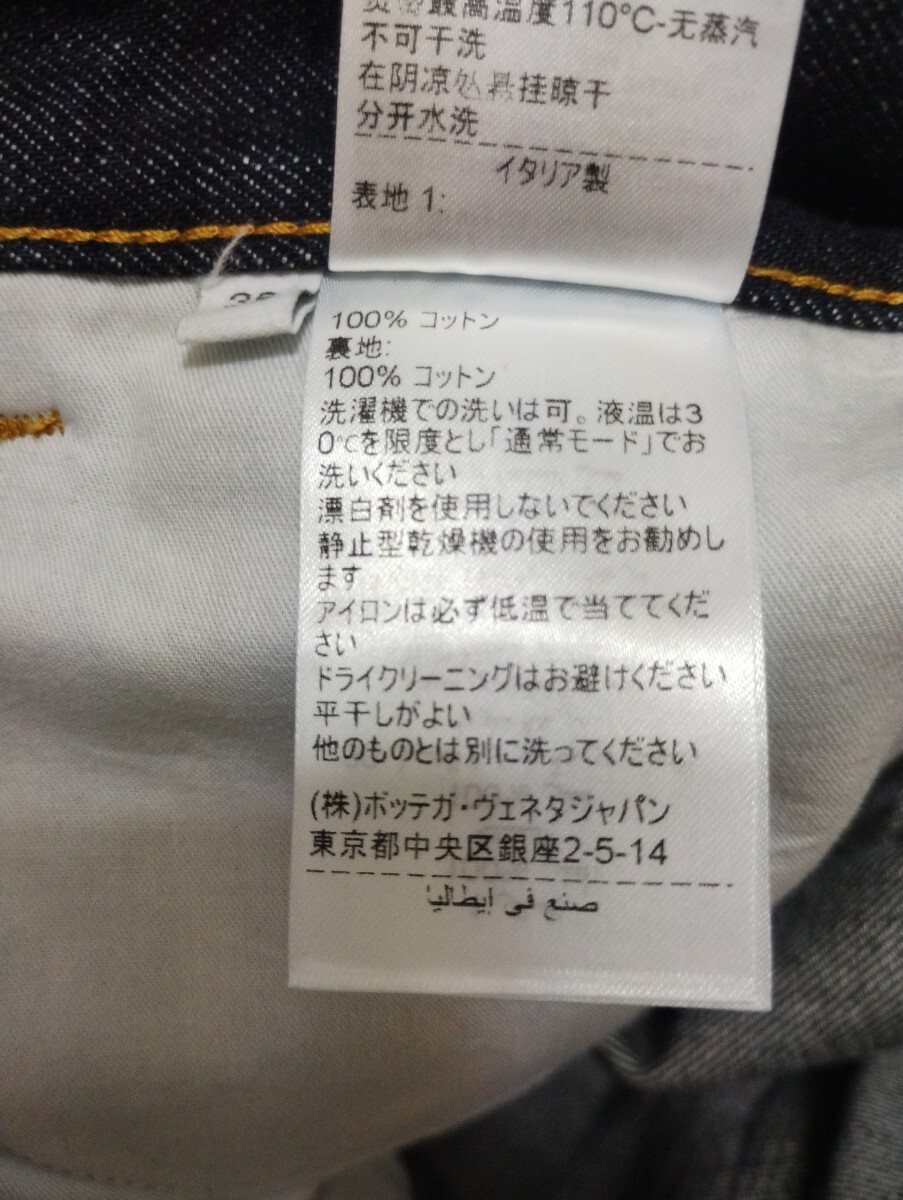 最高温度110°C-无蒸汽
不可干洗
在阴凉处悬挂晾干
分开水洗
イタリア製
表地 1:
100% コットン
裏地:
100% コットン
洗濯機での洗いは可。液温は3
0℃を限度とし「通常モード」でお
洗いください
漂白剤を使用しないでください
静止型乾燥機の使用をお勧めし
ます
アイロンは必ず低温で当ててくだ
さい
ドライクリーニングはお避けください
平干しがよい
他のものとは別に洗ってください
(株)ボッテガ・ヴェネタジャパン
東京都中央区銀座2-5-14
صنع في إيطاليا